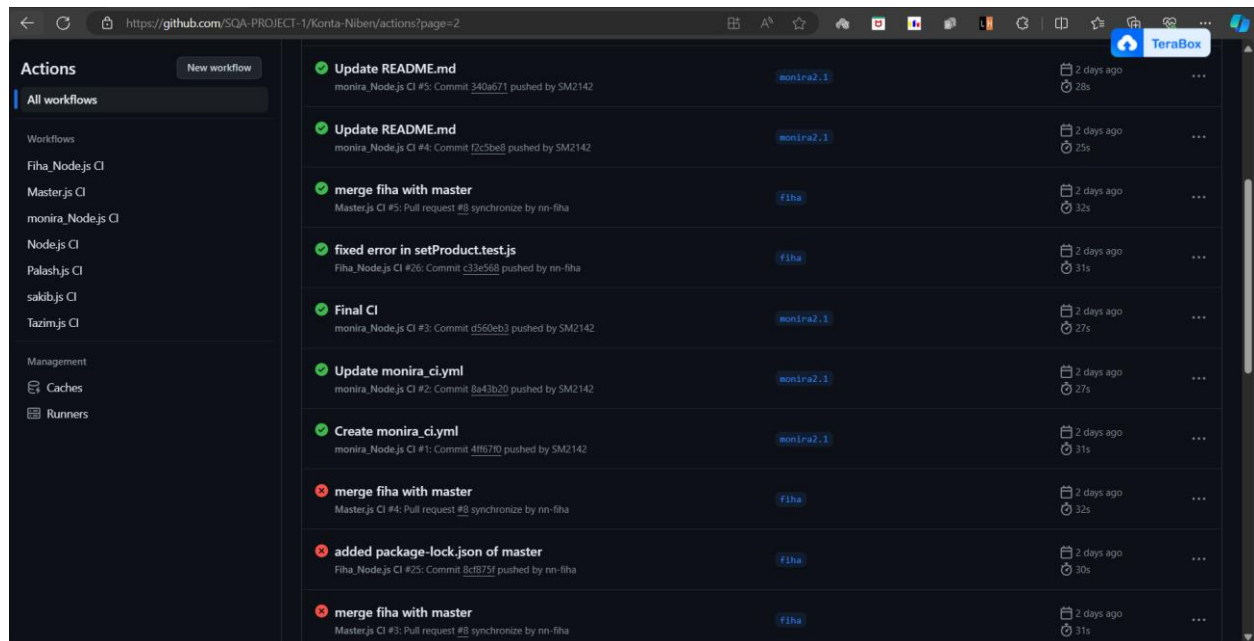 https://github.com/SQA-PROJECT-1/Konta-Niben/actions?page=2
TeraBox
Actions
New workflow
All workflows
Workflows
Fiha_Node.js CI
Master.js CI
monira_Node.js CI
Node.js CI
Palash.js CI
sakib.js CI
Tazim.js CI
Management
Caches
Runners
Update README.md
monira_Node.js CI #5: Commit 340a671 pushed by SM2142
monira2.1
2 days ago
28s
Update README.md
monira_Node.js CI #4: Commit f2c5be8 pushed by SM2142
monira2.1
2 days ago
25s
merge fiha with master
Master.js CI #5: Pull request #8 synchronize by nn-fiha
fiha
2 days ago
32s
fixed error in setProduct.test.js
Fiha_Node.js CI #26: Commit c33e568 pushed by nn-fiha
fiha
2 days ago
31s
Final CI
monira_Node.js CI #3: Commit d560eb3 pushed by SM2142
monira2.1
2 days ago
27s
Update monira_ci.yml
monira_Node.js CI #2: Commit 8a43b20 pushed by SM2142
monira2.1
2 days ago
27s
Create monira_ci.yml
monira_Node.js CI #1: Commit 4ff67f0 pushed by SM2142
monira2.1
2 days ago
31s
merge fiha with master
Master.js CI #4: Pull request #8 synchronize by nn-fiha
fiha
2 days ago
32s
added package-lock.json of master
Fiha_Node.js CI #25: Commit 8cf875f pushed by nn-fiha
fiha
2 days ago
30s
merge fiha with master
Master.js CI #3: Pull request #8 synchronize by nn-fiha
fiha
2 days ago
31s